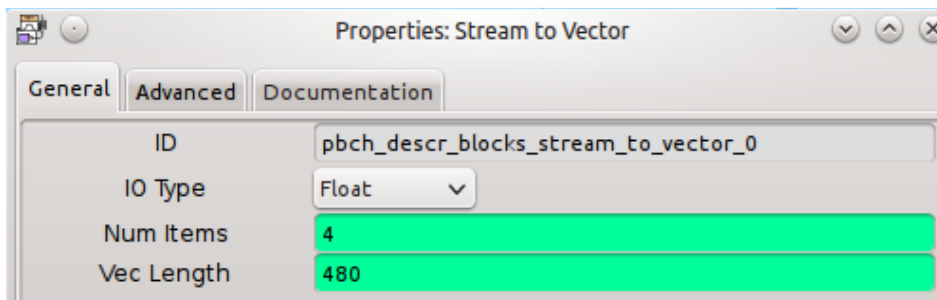 Properties: Stream to Vector
General Advanced Documentation
ID pbch_descr_blocks_stream_to_vector_0
IO Type Float
Num Items 4
Vec Length 480